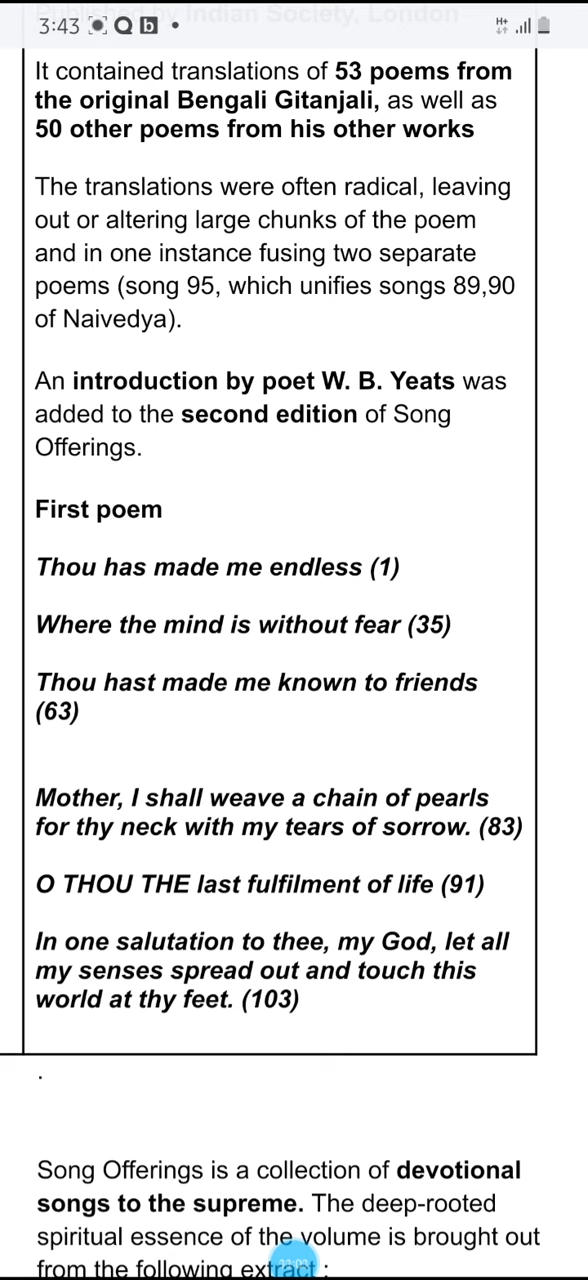 Published by Indian Society, London
3:43 Q b •
H+
It contained translations of 53 poems from
the original Bengali Gitanjali, as well as
50 other poems from his other works
The translations were often radical, leaving
out or altering large chunks of the poem
and in one instance fusing two separate
poems (song 95, which unifies songs 89,90
of Naivedya).
An introduction by poet W. B. Yeats was
added to the second edition of Song
Offerings.
First poem
Thou has made me endless (1)
Where the mind is without fear (35)
Thou hast made me known to friends
(63)
Mother, I shall weave a chain of pearls
for thy neck with my tears of sorrow. (83)
O THOU THE last fulfilment of life (91)
In one salutation to thee, my God, let all
my senses spread out and touch this
world at thy feet. (103)
.
Song Offerings is a collection of devotional
songs to the supreme. The deep-rooted
spiritual essence of the volume is brought out
from the following extract :